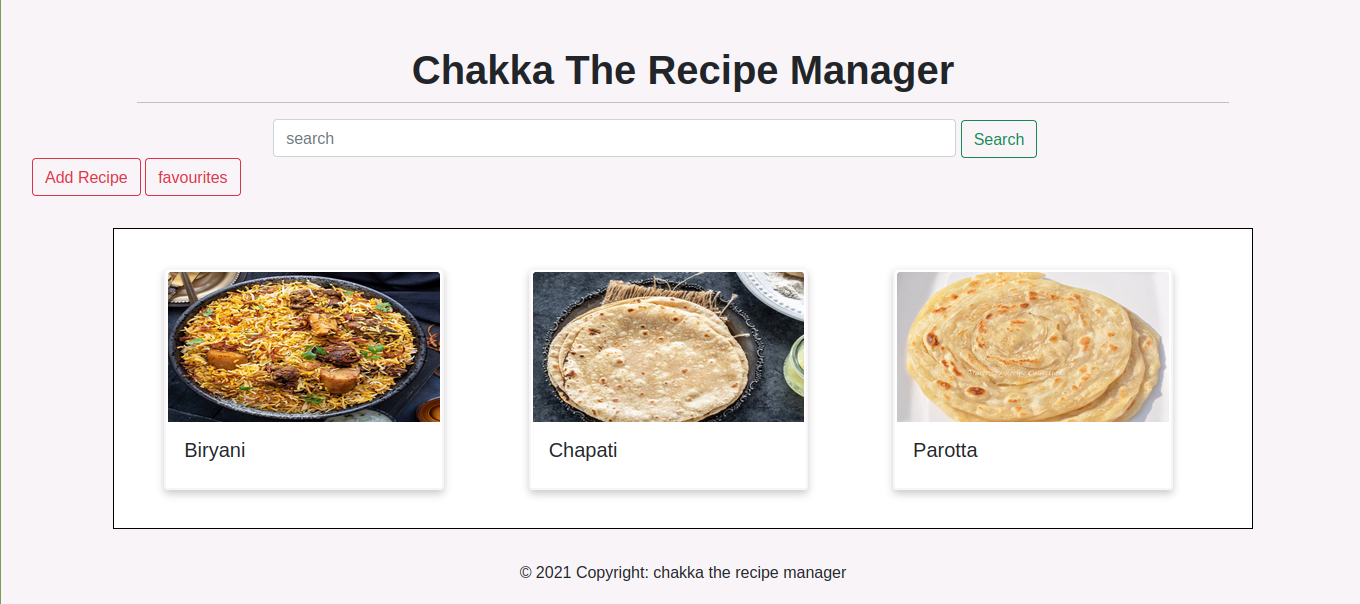 Chakka The Recipe Manager
search
Search
Add Recipe
favourites
Biryani
Chapati
Parotta
© 2021 Copyright: chakka the recipe manager